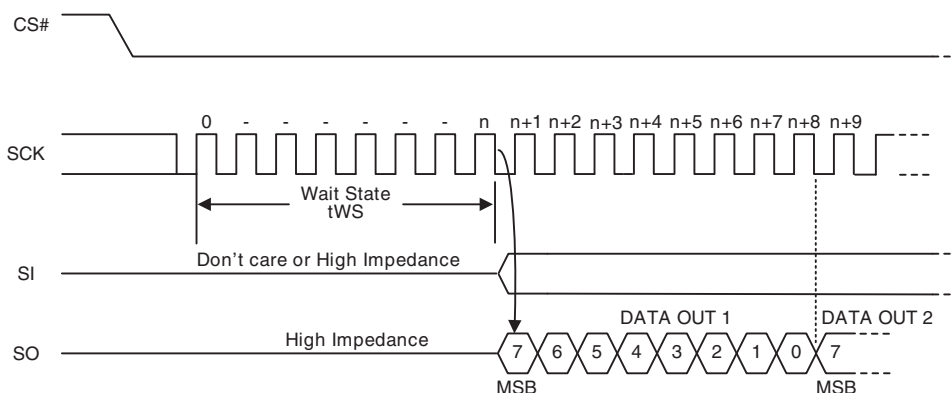 CS#
0 - - - - - - n n+1 n+2 n+3 n+4 n+5 n+6 n+7 n+8 n+9
SCK
Wait State
tWS
Don't care or High Impedance
SI
DATA OUT 1 DATA OUT 2
High Impedance
SO
7 6 5 4 3 2 1 0 7
MSB MSB